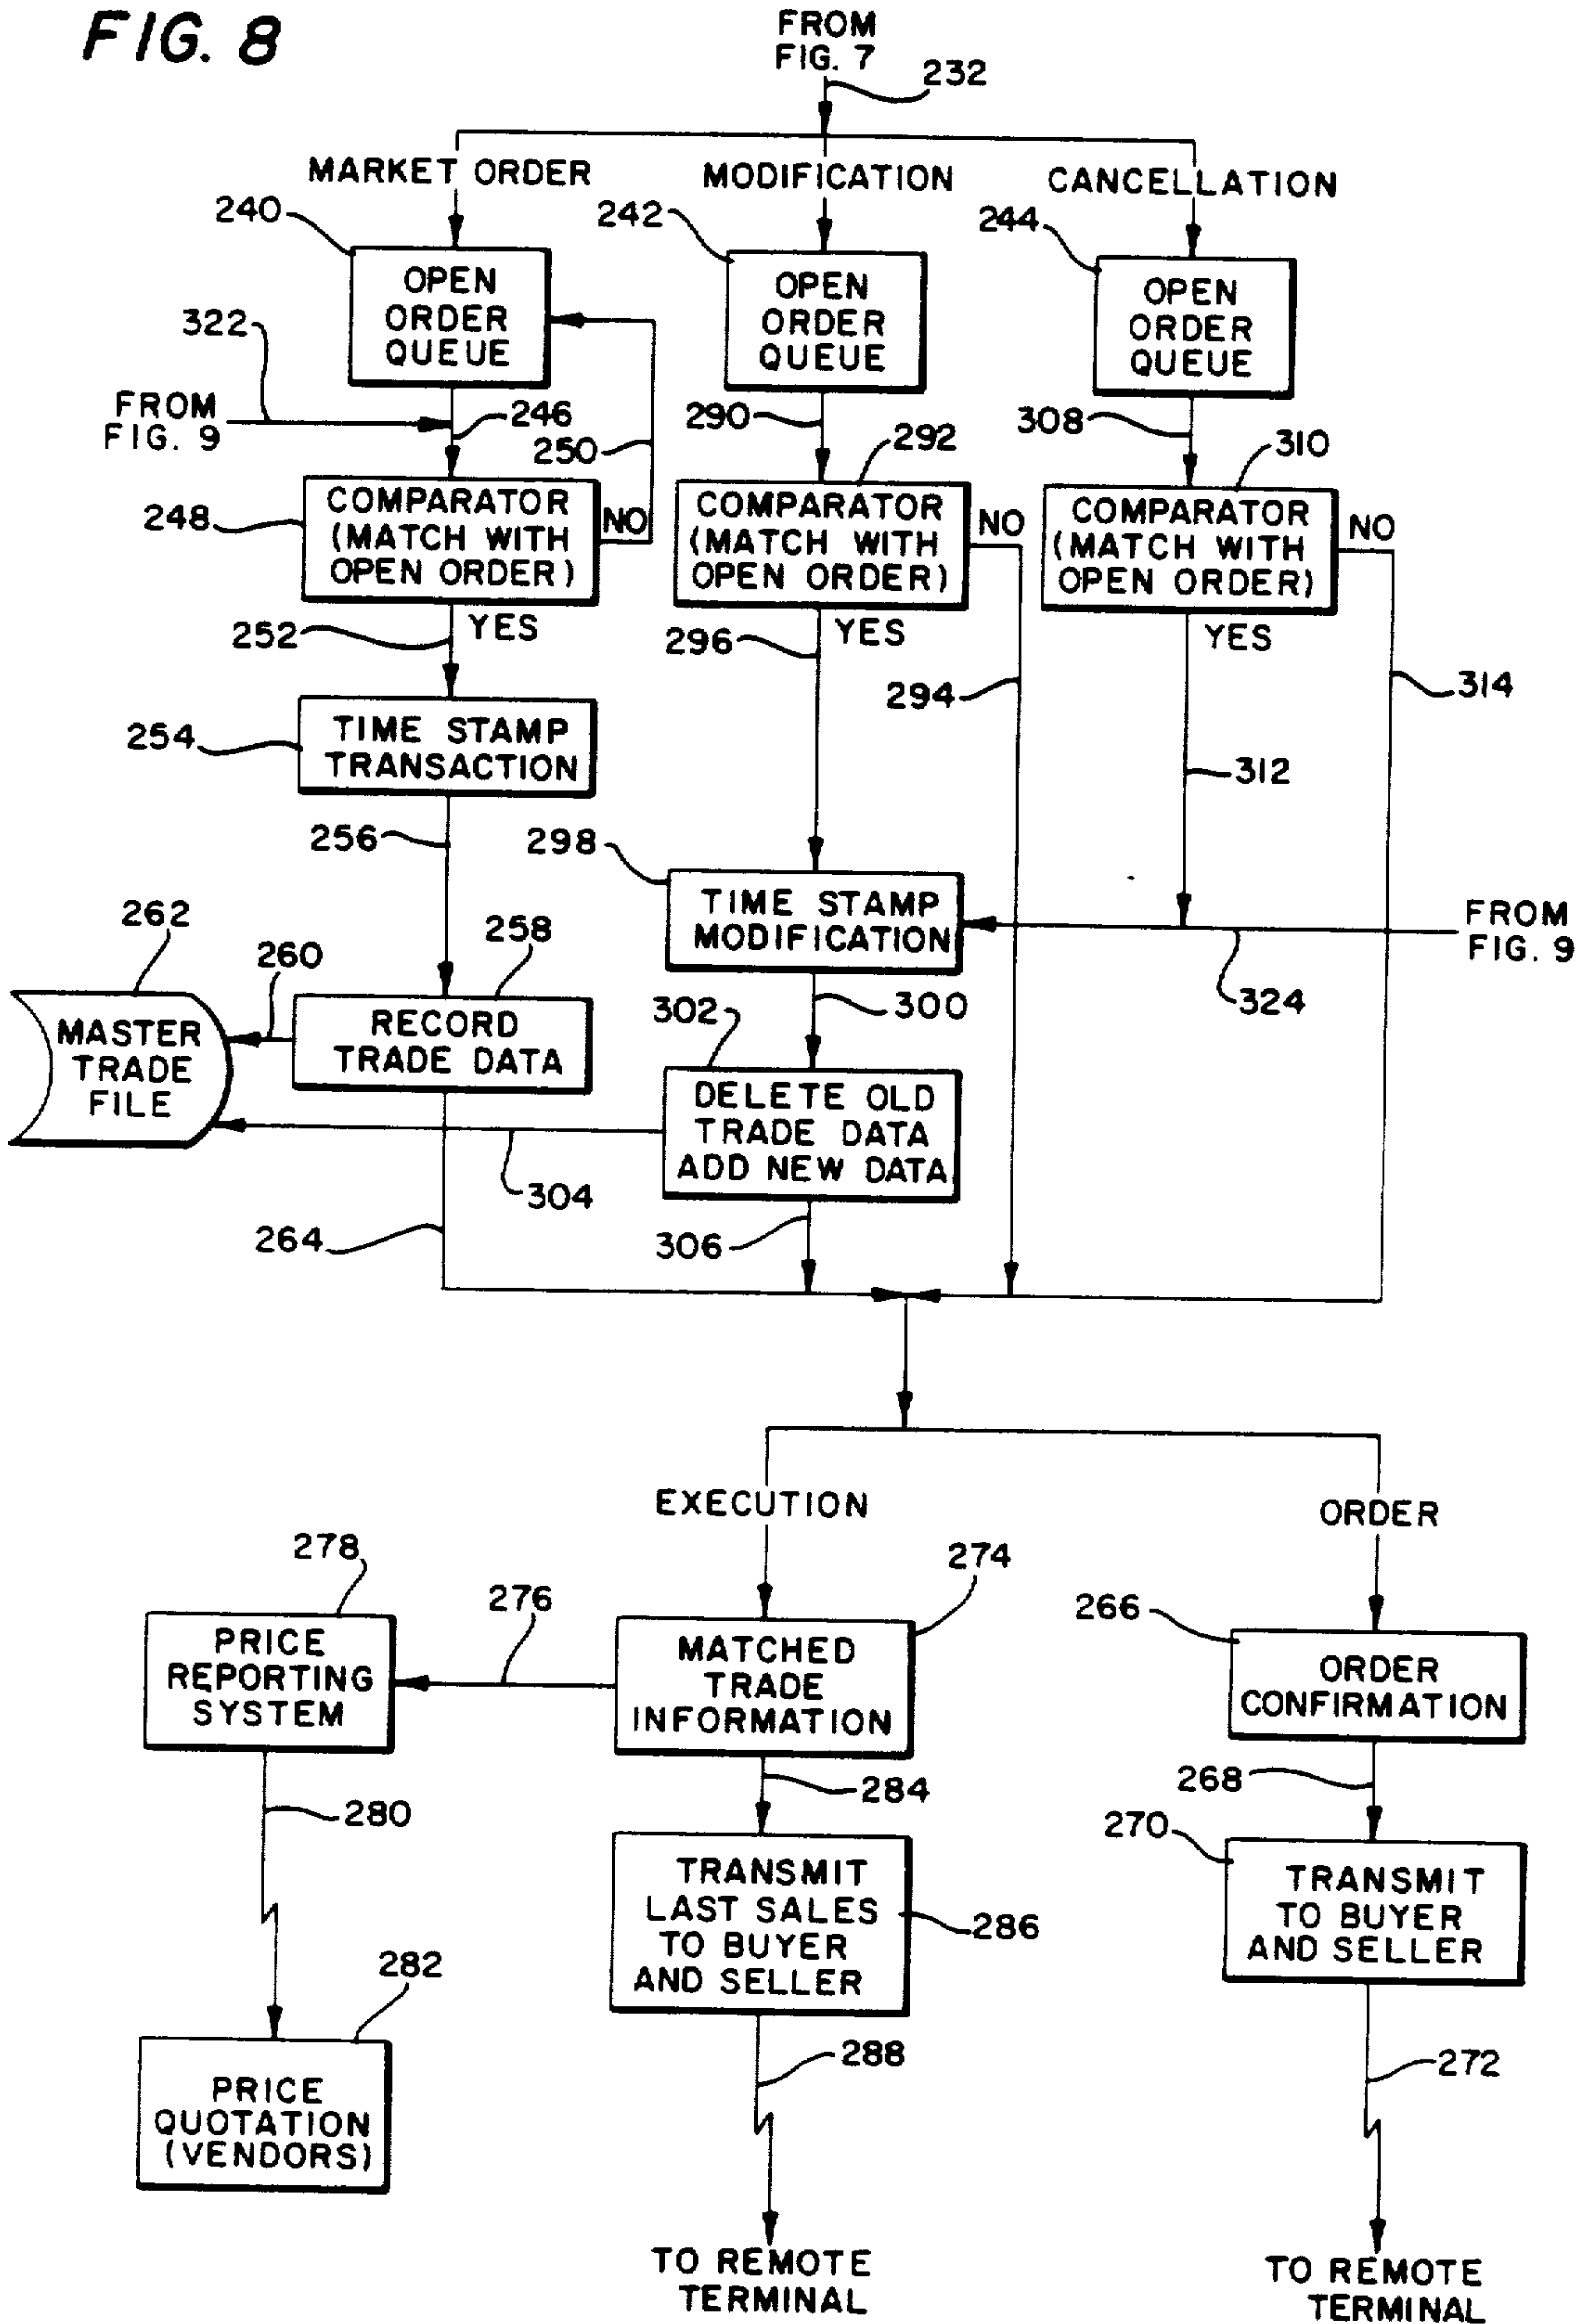 FIG. 8
FROM
FIG. 7
232
MARKET ORDER
MODIFICATION
CANCELLATION
240
242
244
OPEN
ORDER
QUEUE
OPEN
ORDER
QUEUE
OPEN
ORDER
QUEUE
322
FROM
FIG. 9
246
250
290
292
308
310
248
COMPARATOR
(MATCH WITH
OPEN ORDER)
NO
COMPARATOR
(MATCH WITH
OPEN ORDER)
NO
COMPARATOR
(MATCH WITH
OPEN ORDER)
NO
252
YES
296
YES
294
YES
314
254
TIME STAMP
TRANSACTION
312
256
298
TIME STAMP
MODIFICATION
FROM
FIG. 9
324
262
260
258
MASTER
TRADE
FILE
RECORD
TRADE DATA
302
300
DELETE OLD
TRADE DATA
ADD NEW DATA
304
264
306
EXECUTION
ORDER
278
276
274
266
PRICE
REPORTING
SYSTEM
MATCHED
TRADE
INFORMATION
ORDER
CONFIRMATION
280
284
268
270
TRANSMIT
LAST SALES
TO BUYER
AND SELLER
286
TRANSMIT
TO BUYER
AND SELLER
282
288
272
PRICE
QUOTATION
(VENDORS)
TO REMOTE
TERMINAL
TO REMOTE
TERMINAL